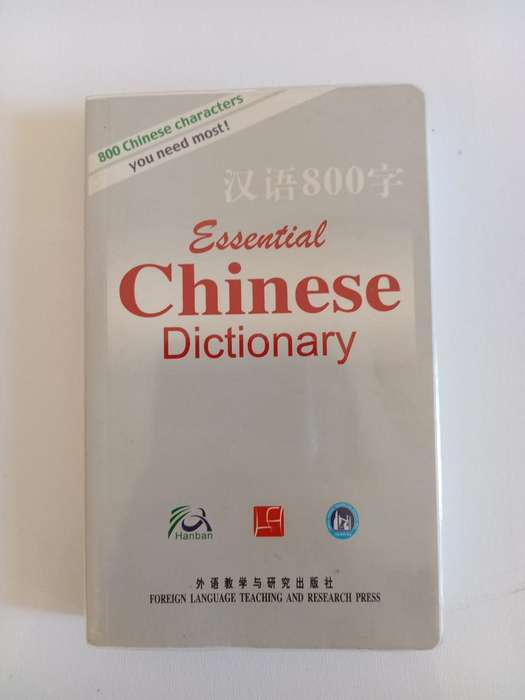 800 Chinese characters
you need most!
汉语800字
Essential
Chinese
Dictionary
Hanban
外语教学与研究出版社
FOREIGN LANGUAGE TEACHING AND RESEARCH PRESS